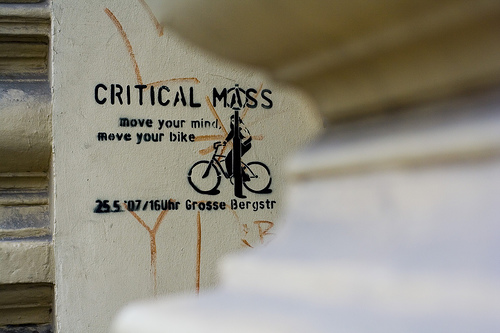 CRITICAL MASS
move your mind,
move your bike
25.5.'07/16Uhr Grosse Bergstr